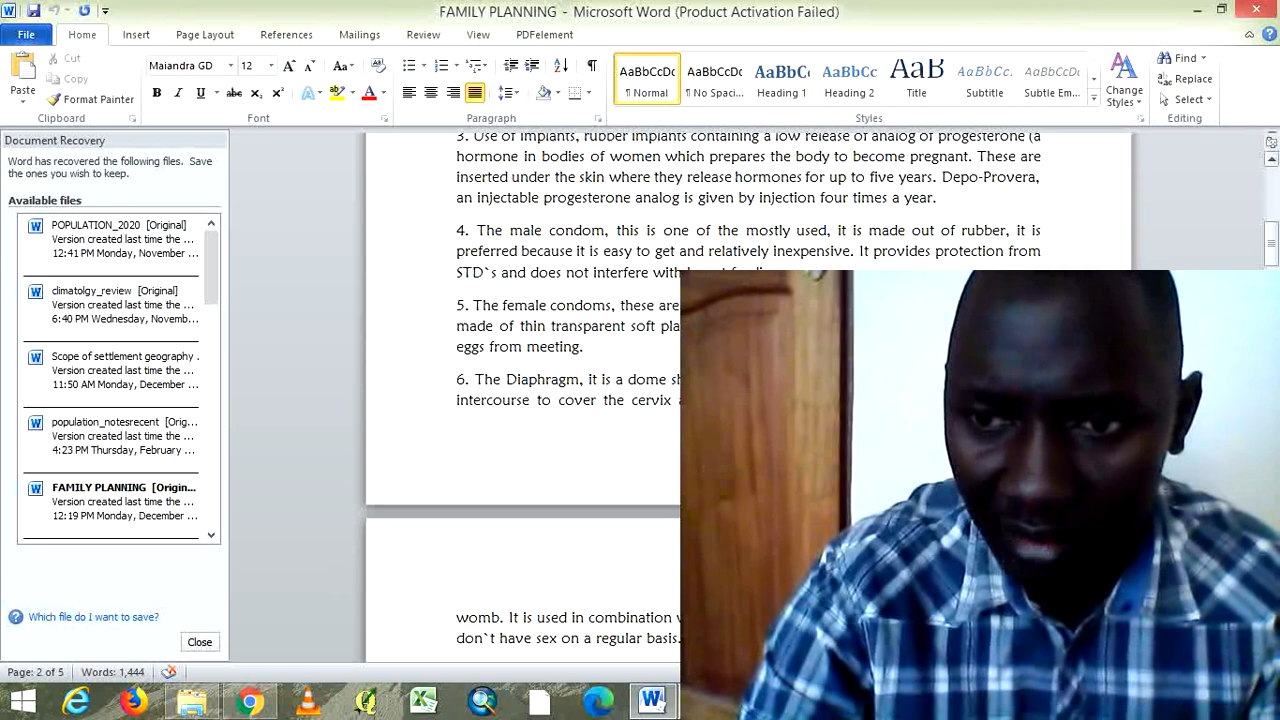 FAMILY PLANNING - Microsoft Word (Product Activation Failed)
File Home Insert Page Layout References Mailings Review View PDFelement
Paste
Cut
Copy
Format Painter
Clipboard
Maiandra GD 12
Font
Paragraph
AaBbCcDc AaBbCcDc AaBbC AaBbCc AaB AaBbCcD AaBbCcDc
¶ Normal ¶ No Spaci... Heading 1 Heading 2 Title Subtitle Subtle Em...
Change
Styles
Styles
Find
Replace
Select
Editing
Document Recovery
Word has recovered the following files. Save
the ones you wish to keep.
Available files
POPULATION_2020 [Original]
Version created last time the ...
12:41 PM Monday, November ...
climatolgy_review [Original]
Version created last time the ...
6:40 PM Wednesday, Novemb...
Scope of settlement geography .
Version created last time the ...
11:50 AM Monday, December ...
population_notesrecent [Orig...
Version created last time the ...
4:23 PM Thursday, February ...
FAMILY PLANNING [Origin...
Version created last time the ...
12:19 PM Monday, December ...
Which file do I want to save?
Close
3. Use of implants, rubber implants containing a low release of analog of progesterone (a
hormone in bodies of women which prepares the body to become pregnant. These are
inserted under the skin where they release hormones for up to five years. Depo-Provera,
an injectable progesterone analog is given by injection four times a year.
4. The male condom, this is one of the mostly used, it is made out of rubber, it is
preferred because it is easy to get and relatively inexpensive. It provides protection from
STD`s and does not interfere with
5. The female condoms, these are
made of thin transparent soft pla
eggs from meeting.
6. The Diaphragm, it is a dome sh
intercourse to cover the cervix a
womb. It is used in combination w
don`t have sex on a regular basis.
Page: 2 of 5 Words: 1,444